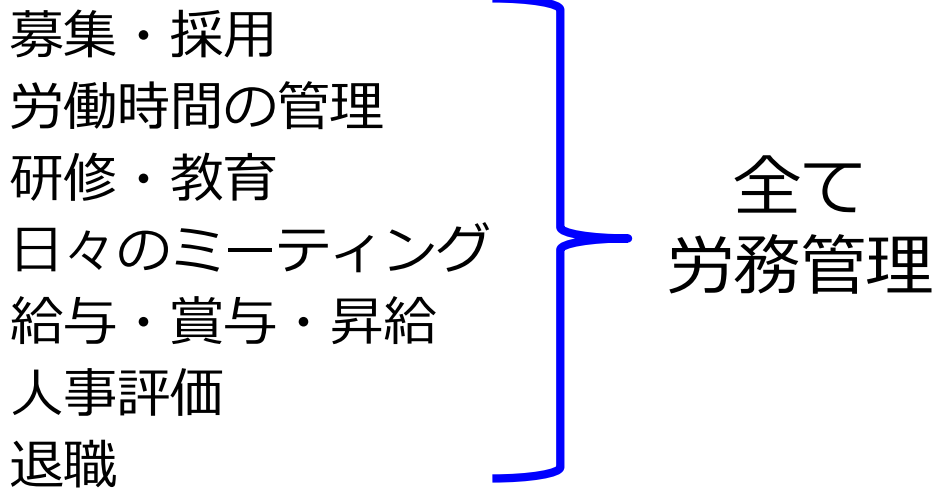 募集・採用
労働時間の管理
研修・教育
日々のミーティング
給与・賞与・昇給
人事評価
退職
全て
労務管理